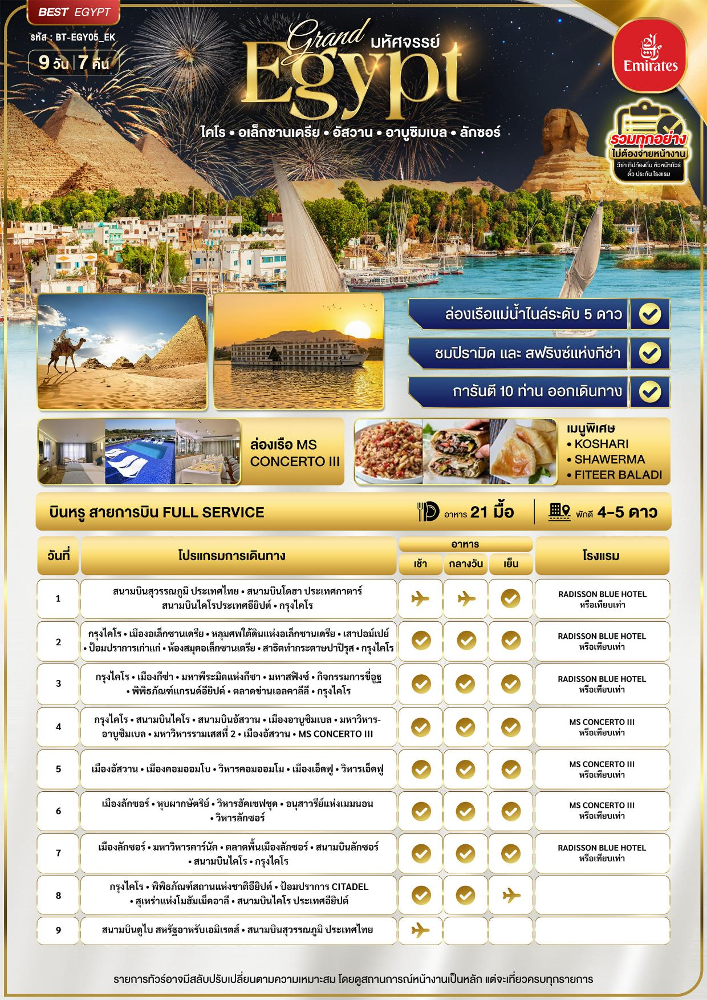 BEST EGYPT
รหัส : BT-EGY05_EK
9 วัน | 7 คืน
Grand มหัศจรรย์
Egypt
ไคโร • อเล็กซานเดรีย • อัสวาน • อาบูซิมเบล • ลักซอร์
Emirates
รวมทุกอย่าง
ไม่ต้องจ่ายหน้างาน
วีซ่า ทิปท้องถิ่น หัวหน้าทัวร์
ตั๋ว ประกัน โรงแรม
ล่องเรือแม่น้ำไนล์ระดับ 5 ดาว
ชมปิรามิด และ สฟริงซ์แห่งกีซ่า
การันตี 10 ท่าน ออกเดินทาง
ล่องเรือ MS
CONCERTO III
เมนูพิเศษ
• KOSHARI
• SHAWERMA
• FITEER BALADI
บินหรู สายการบิน FULL SERVICE
อาหาร 21 มื้อ
พักดี 4-5 ดาว
วันที่ โปรแกรมการเดินทาง อาหาร โรงแรม
เช้า กลางวัน เย็น
1
สนามบินสุวรรณภูมิ ประเทศไทย • สนามบินโดฮา ประเทศกาตาร์
สนามบินไคโรประเทศอียิปต์ • กรุงไคโร
RADISSON BLUE HOTEL
หรือเทียบเท่า
2
กรุงไคโร • เมืองอเล็กซานเดรีย • หลุมศพใต้ดินแห่งอเล็กซานเดรีย • เสาปอมเปย์
• ป้อมปราการเก่าแก่ • ห้องสมุดอเล็กซานเดรีย • สาธิตทำกระดาษปาปิรุส • กรุงไคโร
RADISSON BLUE HOTEL
หรือเทียบเท่า
3
กรุงไคโร • เมืองกีซ่า • มหาพีระมิดแห่งกีซา • มหาสฟิงซ์ • กิจกรรมการขี่อูฐ
• พิพิธภัณฑ์แกรนด์อียิปต์ • ตลาดข่านเอลคาลีลี • กรุงไคโร
RADISSON BLUE HOTEL
หรือเทียบเท่า
4
กรุงไคโร • สนามบินไคโร • สนามบินอัสวาน • เมืองอาบูซิมเบล • มหาวิหาร-
อาบูซิมเบล • มหาวิหารรามเสสที่ 2 • เมืองอัสวาน • MS CONCERTO III
MS CONCERTO III
หรือเทียบเท่า
5
เมืองอัสวาน • เมืองคอมออมโบ • วิหารคอมออมโม • เมืองเอ็ดฟู • วิหารเอ็ดฟู
MS CONCERTO III
หรือเทียบเท่า
6
เมืองลักซอร์ • หุบผากษัตริย์ • วิหารฮัคเซฟชุด • อนุสาวรีย์แห่งเมมนอน
• วิหารลักซอร์
MS CONCERTO III
หรือเทียบเท่า
7
เมืองลักซอร์ • มหาวิหารคาร์นัค • ตลาดพื้นเมืองลักซอร์ • สนามบินลักซอร์
• สนามบินไคโร • กรุงไคโร
RADISSON BLUE HOTEL
หรือเทียบเท่า
8
กรุงไคโร • พิพิธภัณฑ์สถานแห่งชาติอียิปต์ • ป้อมปราการ CITADEL
• สุเหร่าแห่งโมฮัมเม็ดอาลี • สนามบินไคโร ประเทศอียิปต์
9
สนามบินดูไบ สหรัฐอาหรับเอมิเรตส์ • สนามบินสุวรรณภูมิ ประเทศไทย
รายการทัวร์อาจมีสลับปรับเปลี่ยนตามความเหมาะสม โดยดูสถานการณ์หน้างานเป็นหลัก แต่จะเที่ยวครบทุกรายการ